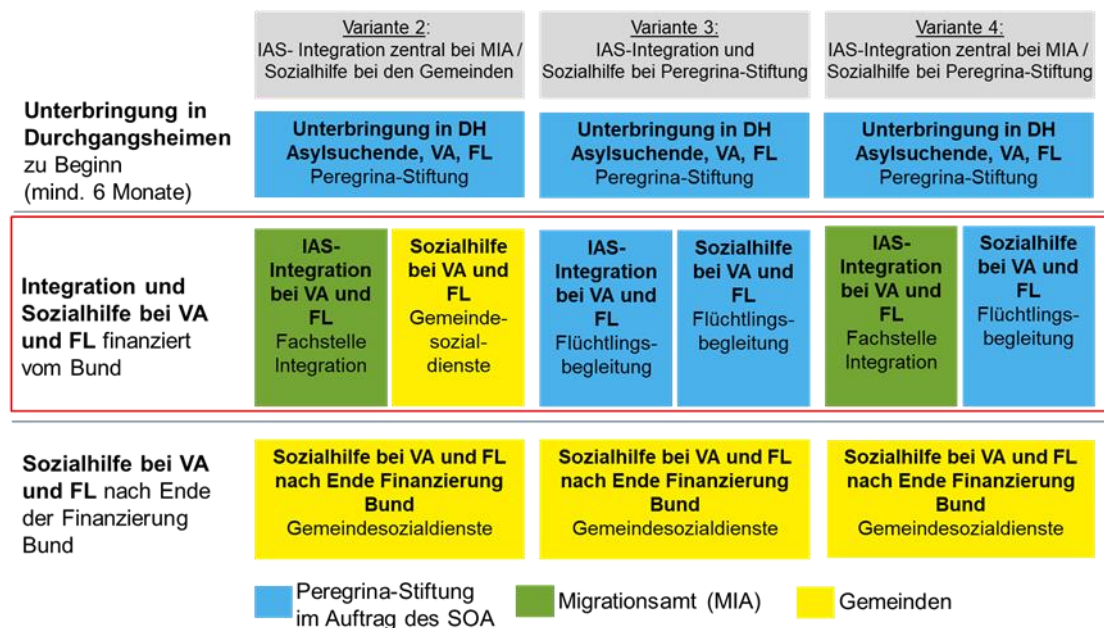 Variante 2:
IAS- Integration zentral bei MIA /
Sozialhilfe bei den Gemeinden
Variante 3:
IAS-Integration und
Sozialhilfe bei Peregrina-Stiftung
Variante 4:
IAS-Integration zentral bei MIA /
Sozialhilfe bei Peregrina-Stiftung
Unterbringung in
Durchgangsheimen
zu Beginn
(mind. 6 Monate)
Unterbringung in DH
Asylsuchende, VA, FL
Peregrina-Stiftung
Unterbringung in DH
Asylsuchende, VA, FL
Peregrina-Stiftung
Unterbringung in DH
Asylsuchende, VA, FL
Peregrina-Stiftung
Integration und
Sozialhilfe bei VA
und FL finanziert
vom Bund
IAS-
Integration
bei VA und
FL
Fachstelle
Integration
Sozialhilfe
bei VA und
FL
Gemeinde-
sozial-
dienste
IAS-
Integration
bei VA und
FL
Flüchtlings-
begleitung
Sozialhilfe
bei VA und
FL
Flüchtlings-
begleitung
IAS-
Integration
bei VA und
FL
Fachstelle
Integration
Sozialhilfe
bei VA und
FL
Flüchtlings-
begleitung
Sozialhilfe bei VA
und FL nach Ende
der Finanzierung
Bund
Sozialhilfe bei VA und FL
nach Ende Finanzierung
Bund
Gemeindesozialdienste
Sozialhilfe bei VA und FL
nach Ende Finanzierung
Bund
Gemeindesozialdienste
Sozialhilfe bei VA und FL
nach Ende Finanzierung
Bund
Gemeindesozialdienste
Peregrina-Stiftung
im Auftrag des SOA
Migrationsamt (MIA)
Gemeinden